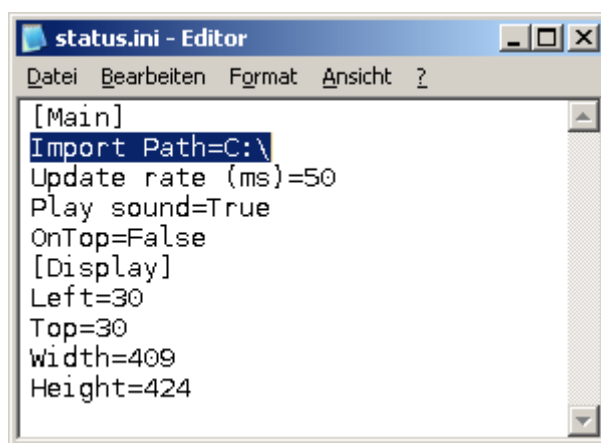 status.ini - Editor
Datei Bearbeiten Format Ansicht ?
[Main]
Import Path=C:\
Update rate (ms)=50
Play sound=True
OnTop=False
[Display]
Left=30
Top=30
Width=409
Height=424